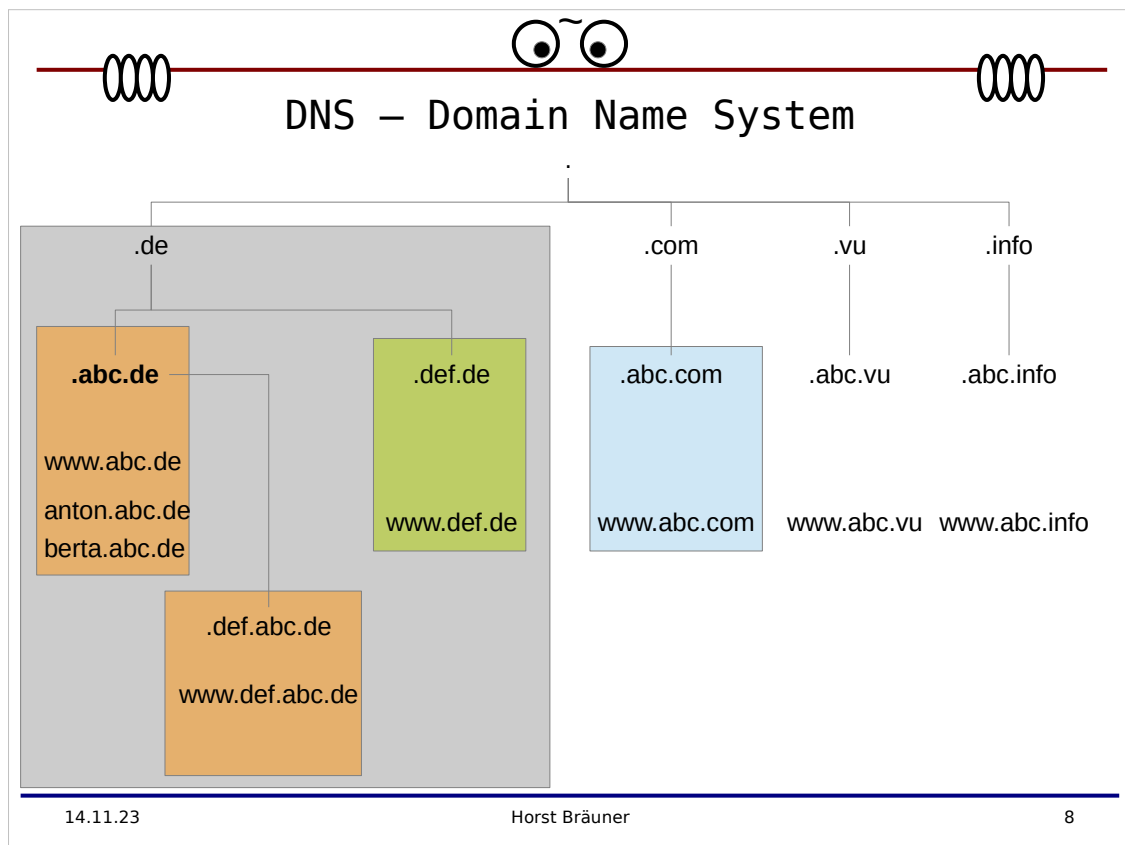 ~
DNS – Domain Name System
.
.de
.com
.vu
.info
.abc.de
.def.de
.abc.com
.abc.vu
.abc.info
www.abc.de
anton.abc.de
berta.abc.de
www.def.de
www.abc.com
www.abc.vu
www.abc.info
.def.abc.de
www.def.abc.de
14.11.23
Horst Bräuner
8